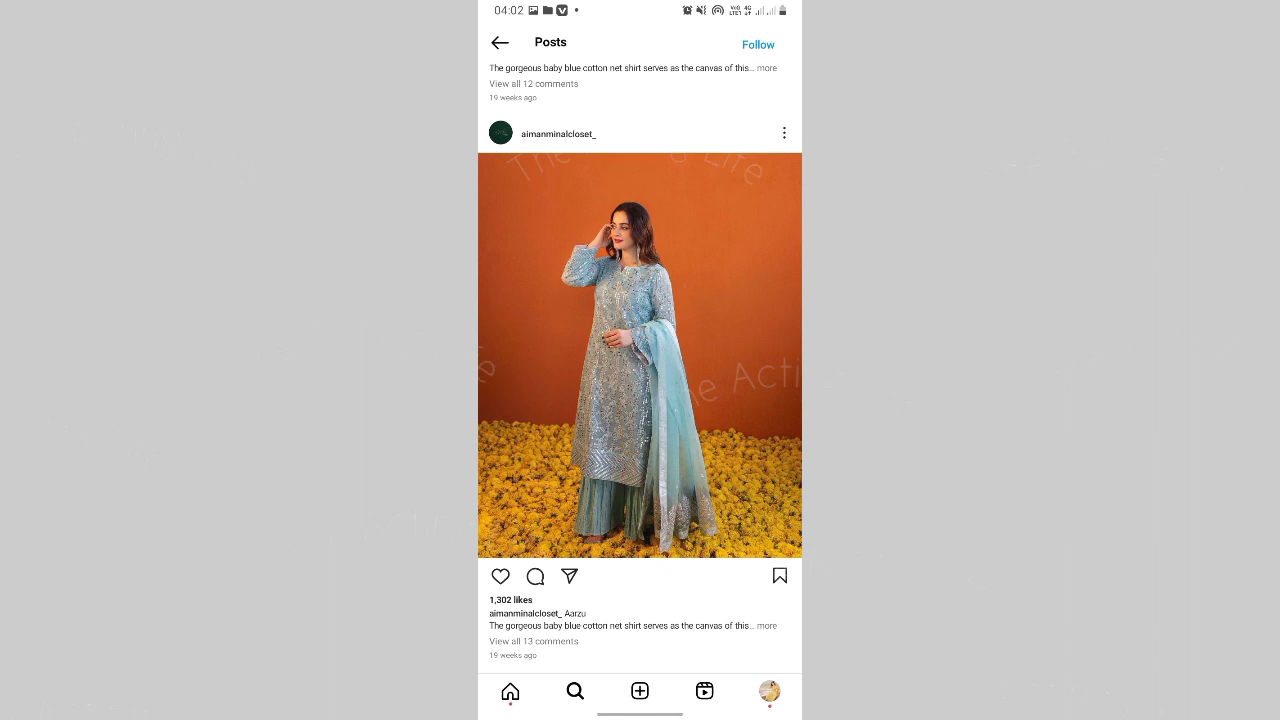 04:02
Posts
Follow
The gorgeous baby blue cotton net shirt serves as the canvas of this... more
View all 12 comments
19 weeks ago
aimanminalcloset_
1,302 likes
aimanminalcloset_ Aarzu
The gorgeous baby blue cotton net shirt serves as the canvas of this... more
View all 13 comments
19 weeks ago